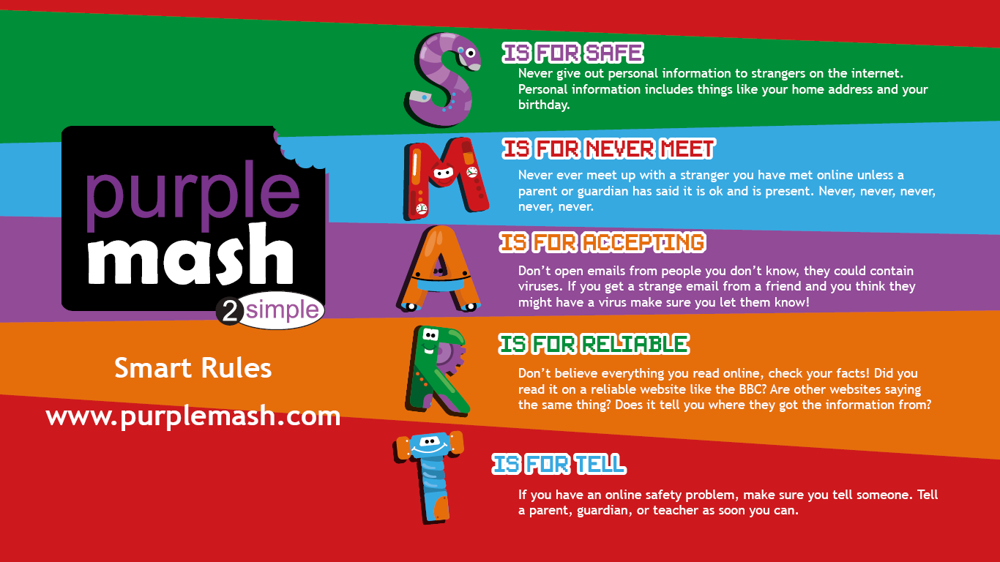 purple
mash
2simple
Smart Rules
www.purplemash.com
S IS FOR SAFE
Never give out personal information to strangers on the internet.
Personal information includes things like your home address and your
birthday.
M IS FOR NEVER MEET
Never ever meet up with a stranger you have met online unless a
parent or guardian has said it is ok and is present. Never, never, never,
never, never.
A IS FOR ACCEPTING
Don’t open emails from people you don’t know, they could contain
viruses. If you get a strange email from a friend and you think they
might have a virus make sure you let them know!
R IS FOR RELIABLE
Don’t believe everything you read online, check your facts! Did you
read it on a reliable website like the BBC? Are other websites saying
the same thing? Does it tell you where they got the information from?
T IS FOR TELL
If you have an online safety problem, make sure you tell someone. Tell
a parent, guardian, or teacher as soon you can.